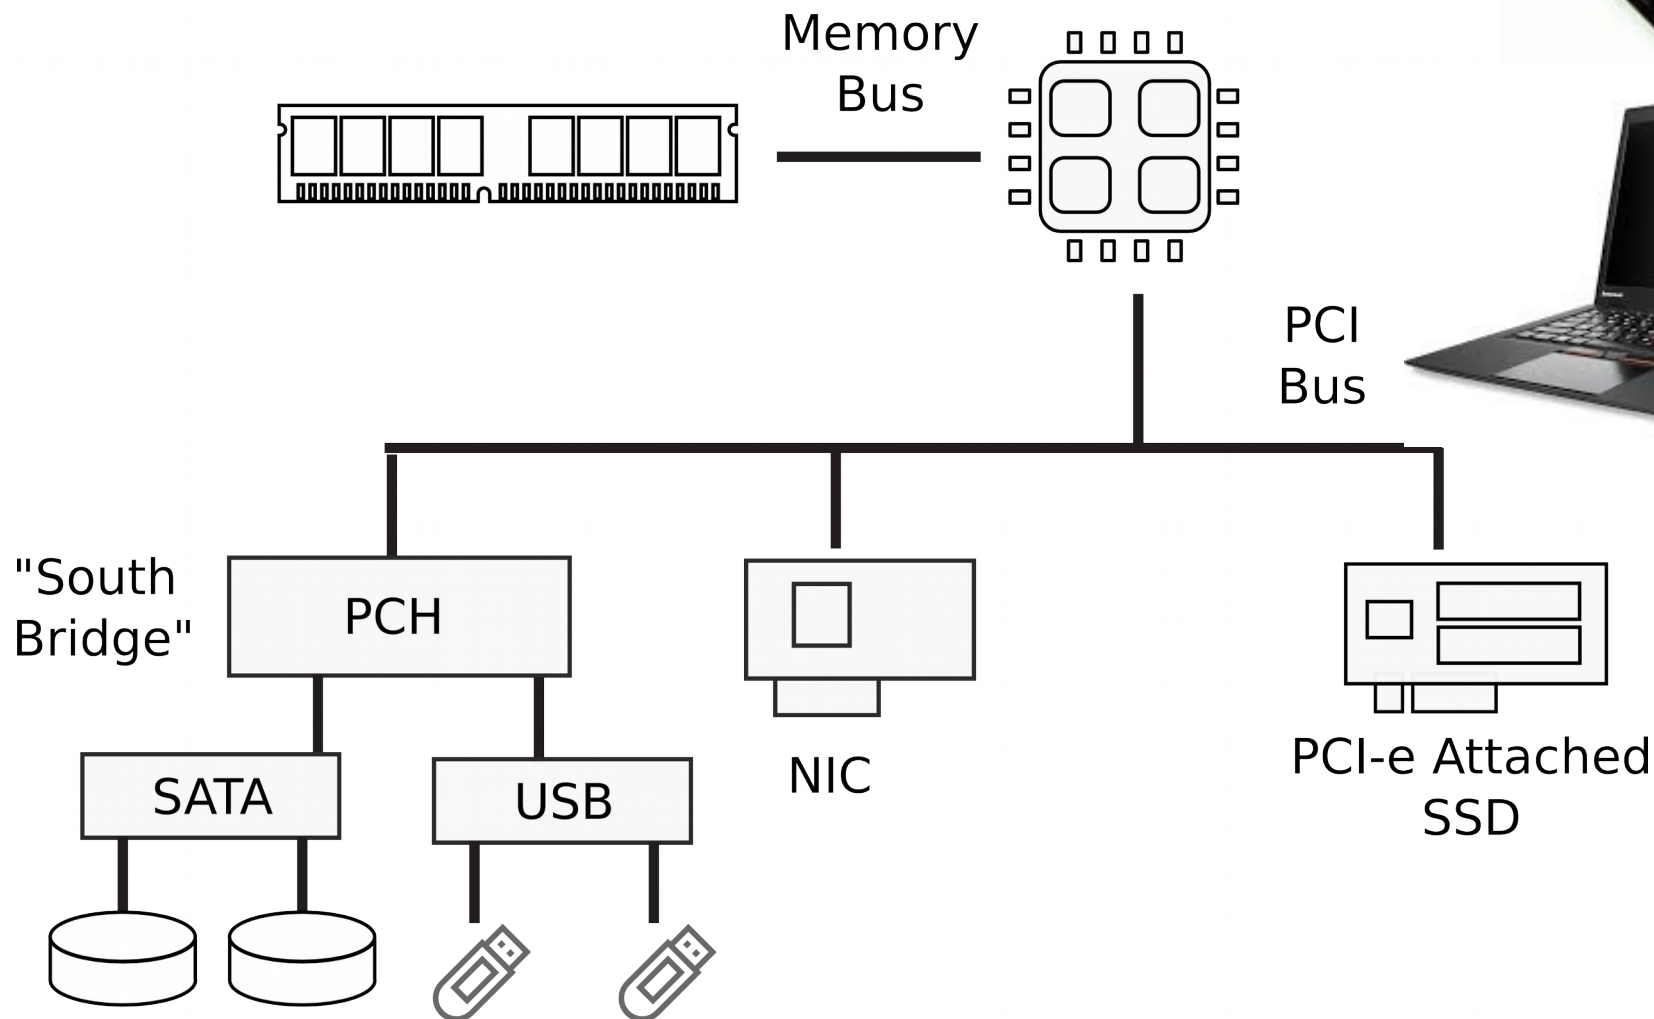 Memory
Bus
PCI
Bus
"South
Bridge"
PCH
SATA
USB
NIC
PCI-e Attached
SSD